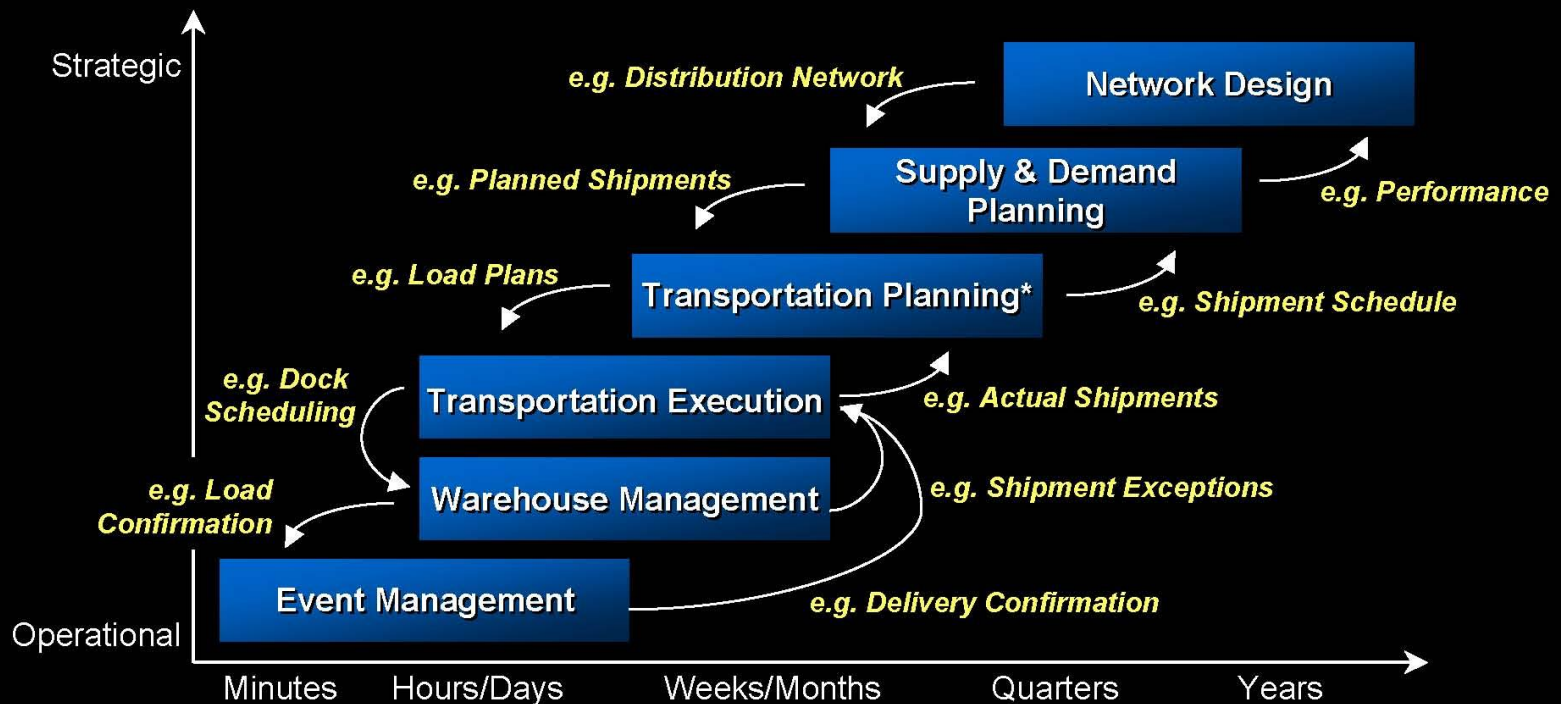 Strategic
e.g. Distribution Network
Network Design
e.g. Planned Shipments
Supply & Demand
Planning
e.g. Performance
e.g. Load Plans
Transportation Planning*
e.g. Shipment Schedule
e.g. Dock
Scheduling
Transportation Execution
e.g. Actual Shipments
e.g. Load
Confirmation
Warehouse Management
e.g. Shipment Exceptions
Event Management
e.g. Delivery Confirmation
Operational
Minutes
Hours/Days
Weeks/Months
Quarters
Years